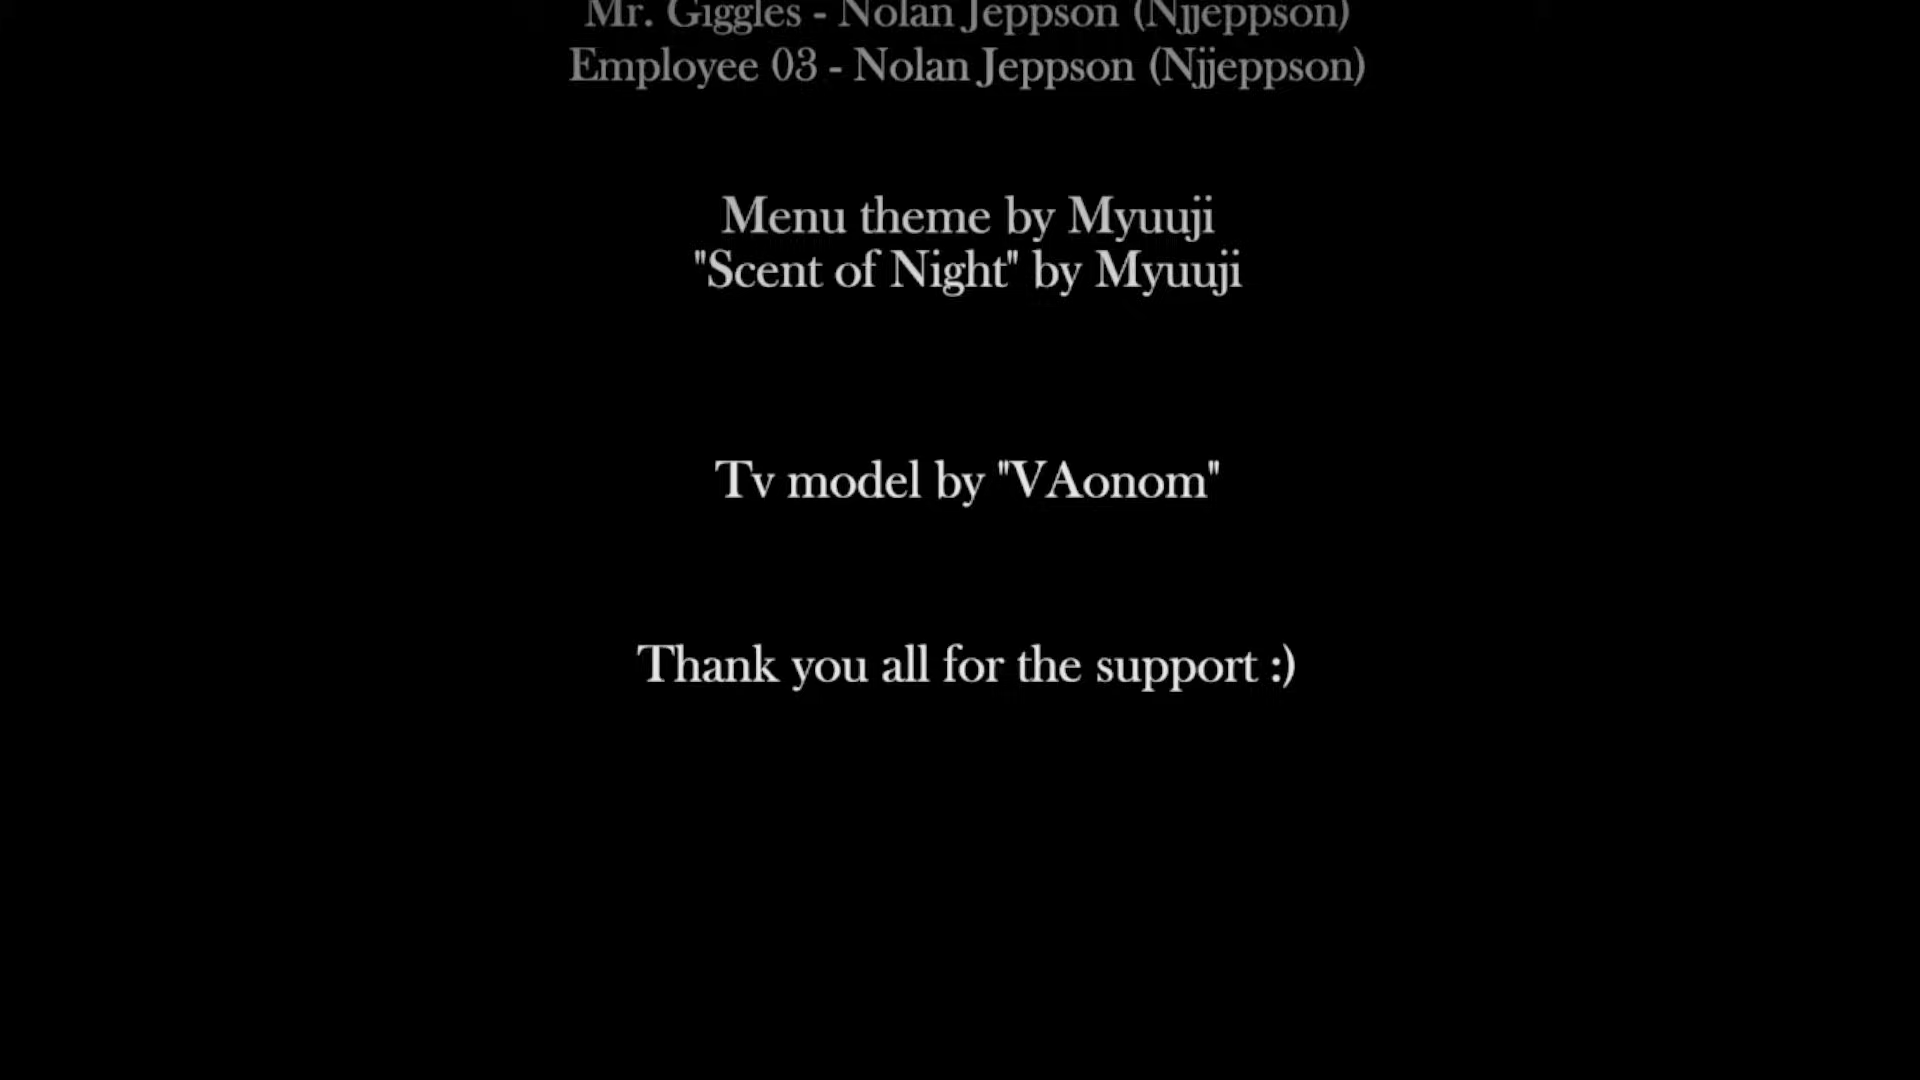 Mr. Giggles - Nolan Jeppson (Njjeppson)
Employee 03 - Nolan Jeppson (Njjeppson)
Menu theme by Myuuji
"Scent of Night" by Myuuji
Tv model by "VAonom"
Thank you all for the support :)